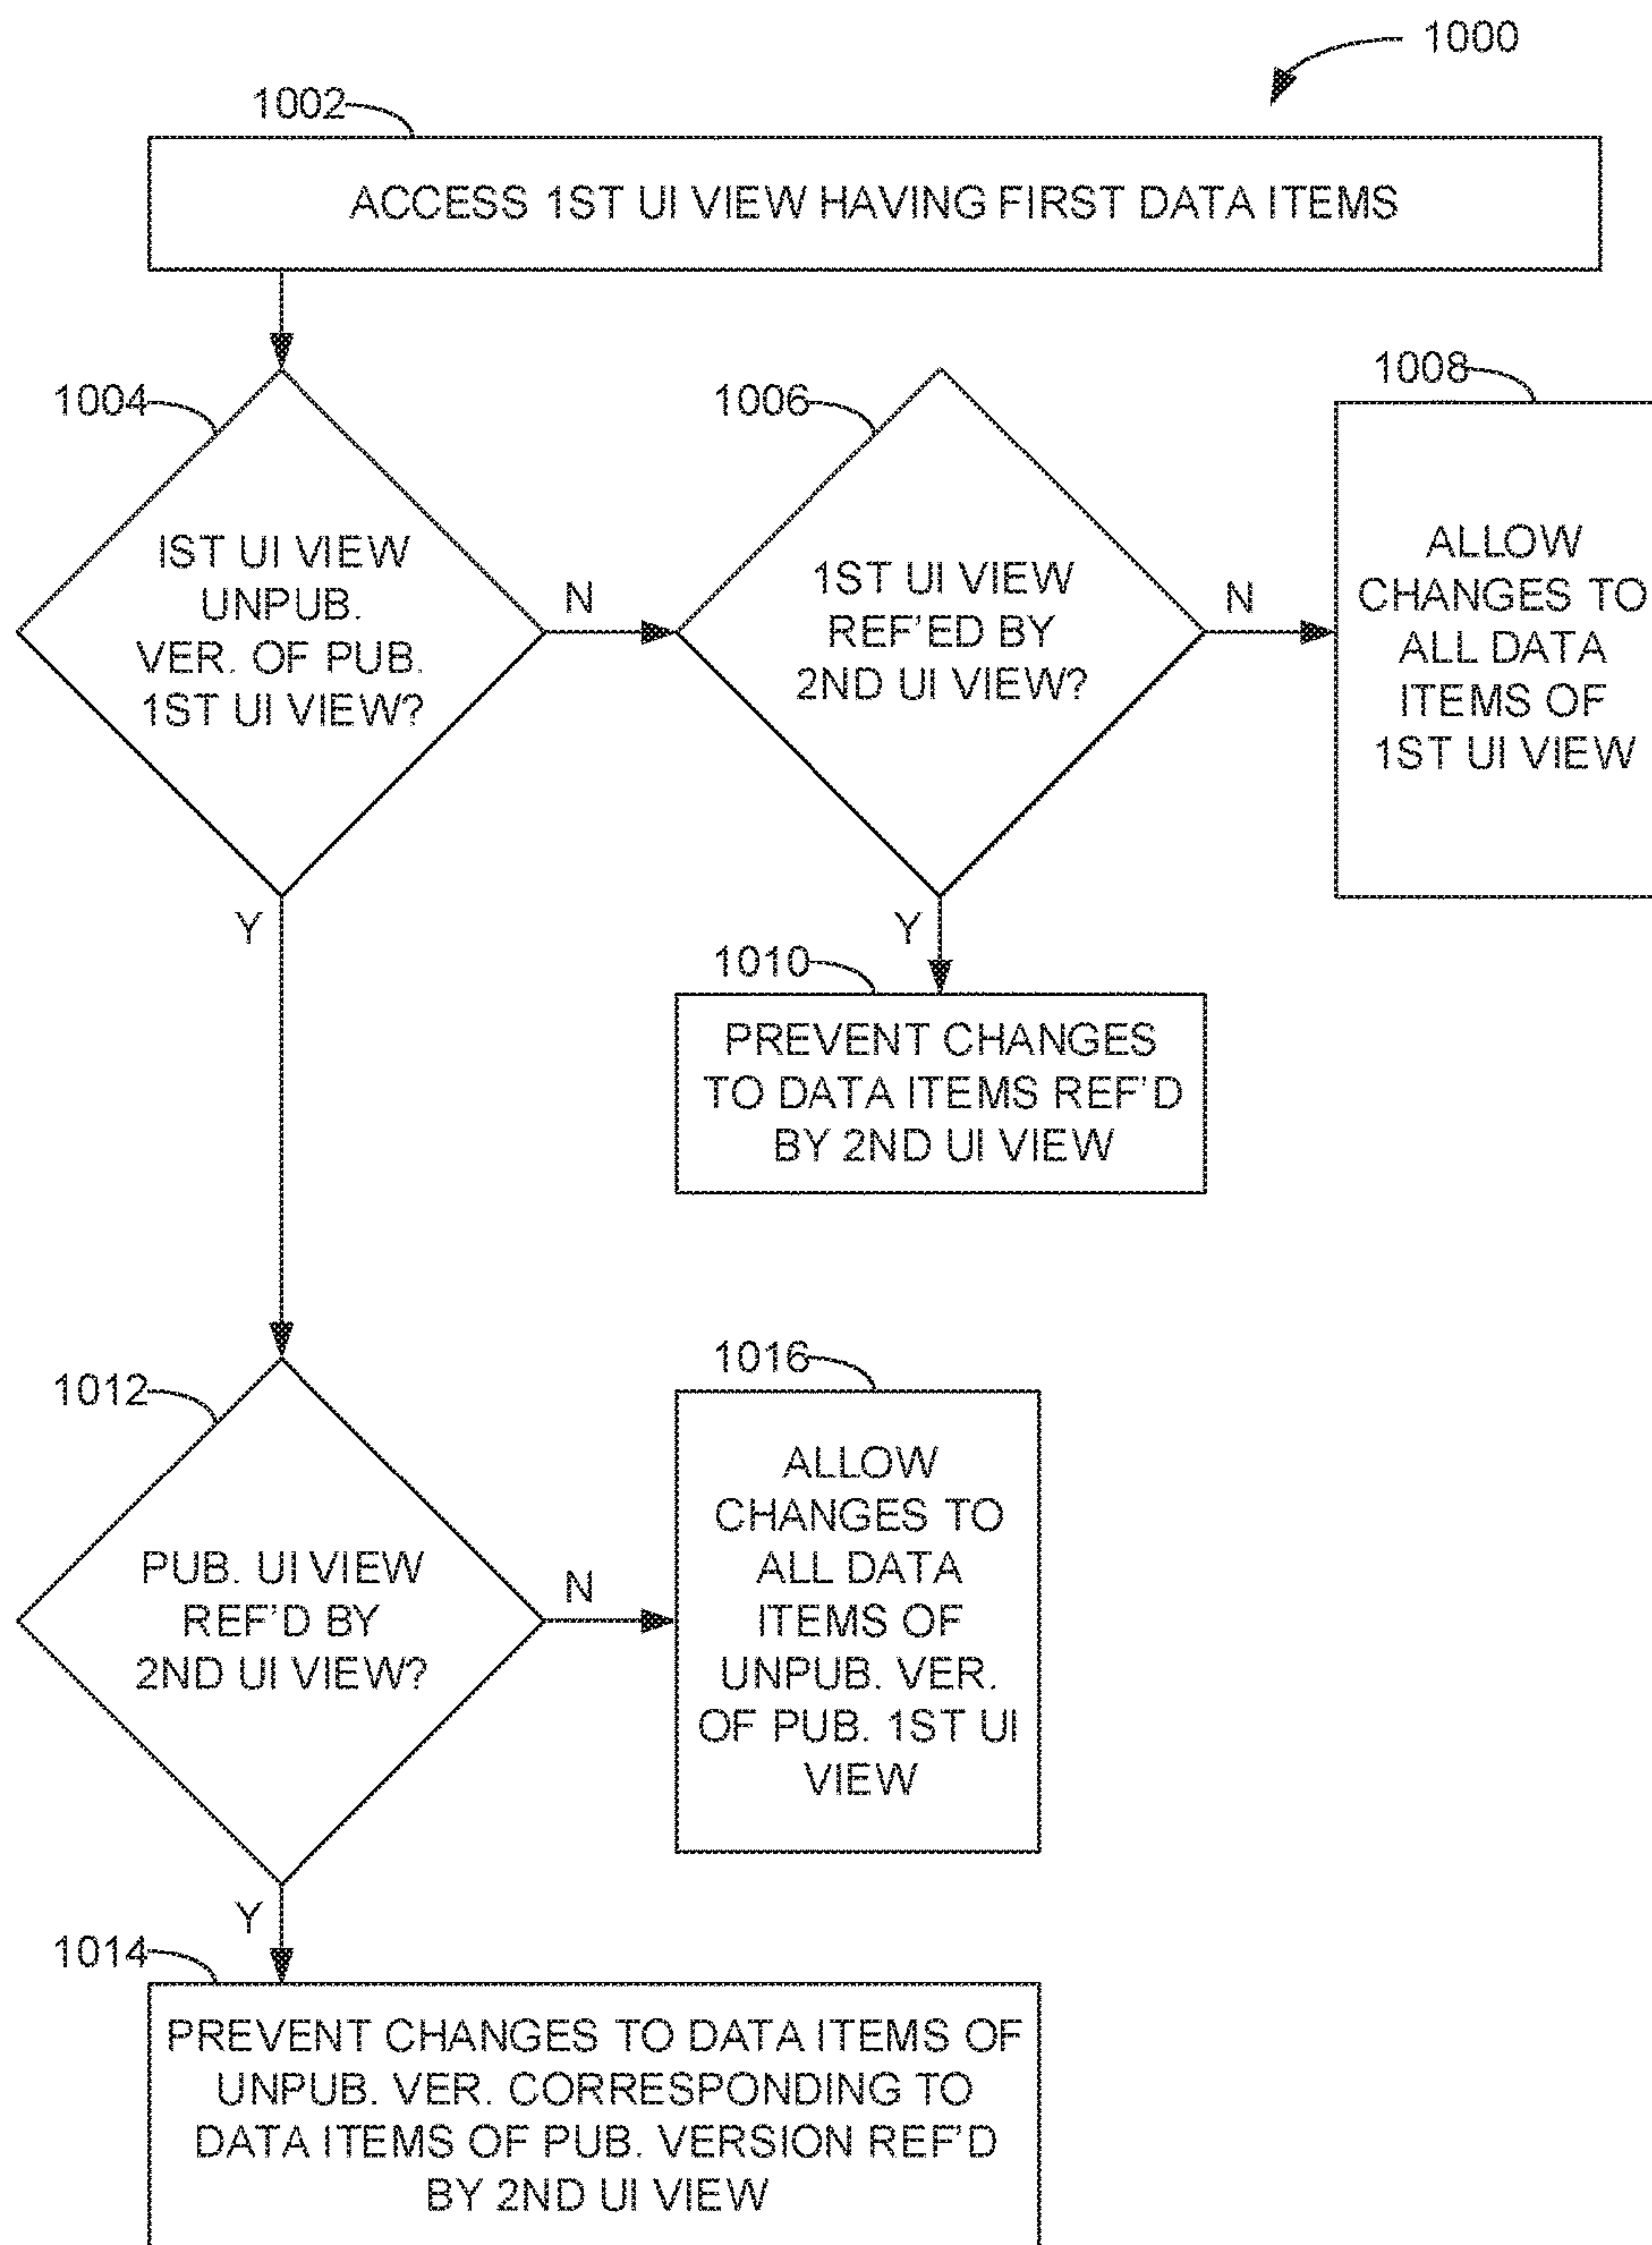 1000
1002
ACCESS 1ST UI VIEW HAVING FIRST DATA ITEMS
1004
IST UI VIEW
UNPUB.
VER. OF PUB.
1ST UI VIEW?
N
Y
1006
1ST UI VIEW
REF'ED BY
2ND UI VIEW?
N
Y
1008
ALLOW
CHANGES TO
ALL DATA
ITEMS OF
1ST UI VIEW
1010
PREVENT CHANGES
TO DATA ITEMS REF'D
BY 2ND UI VIEW
1012
PUB. UI VIEW
REF'D BY
2ND UI VIEW?
N
Y
1016
ALLOW
CHANGES TO
ALL DATA
ITEMS OF
UNPUB. VER.
OF PUB. 1ST UI
VIEW
1014
PREVENT CHANGES TO DATA ITEMS OF
UNPUB. VER. CORRESPONDING TO
DATA ITEMS OF PUB. VERSION REF'D
BY 2ND UI VIEW